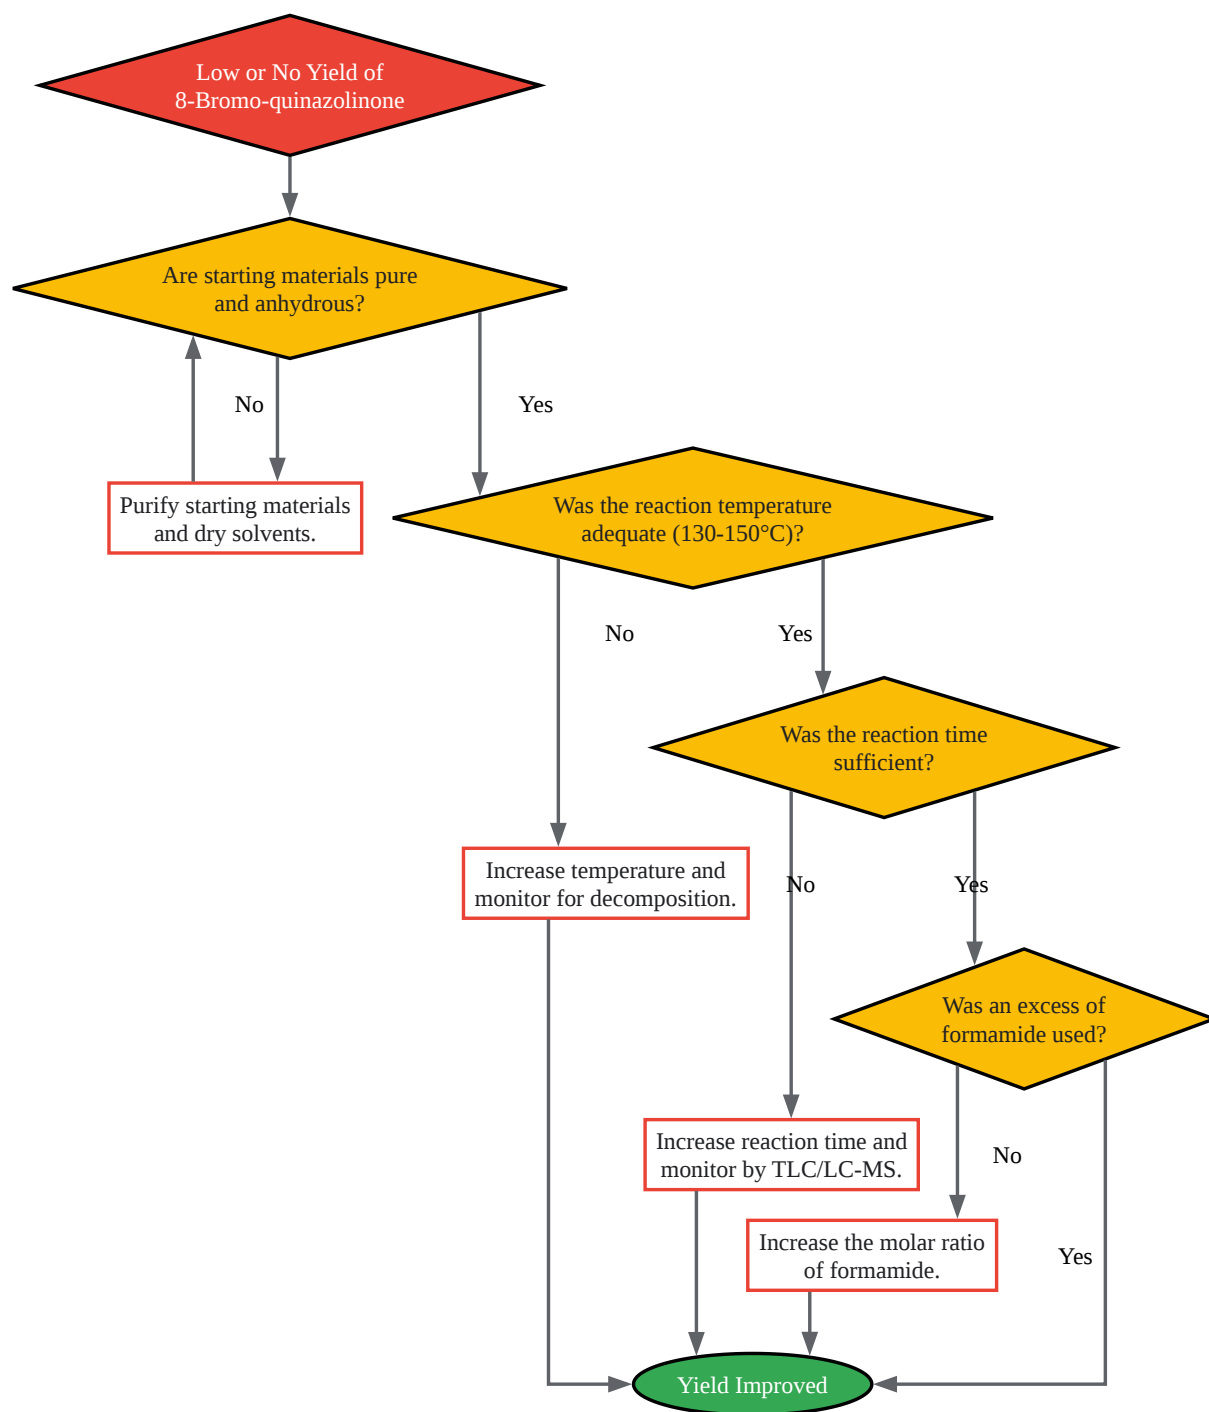 Low or No Yield of
8-Bromo-quinazolinone
Are starting materials pure
and anhydrous?
No
Yes
Purify starting materials
and dry solvents.
Was the reaction temperature
adequate (130-150°C)?
No
Yes
Was the reaction time
sufficient?
Increase temperature and
monitor for decomposition.
No
Yes
Was an excess of
formamide used?
Increase reaction time and
monitor by TLC/LC-MS.
No
Increase the molar ratio
of formamide.
Yes
Yield Improved